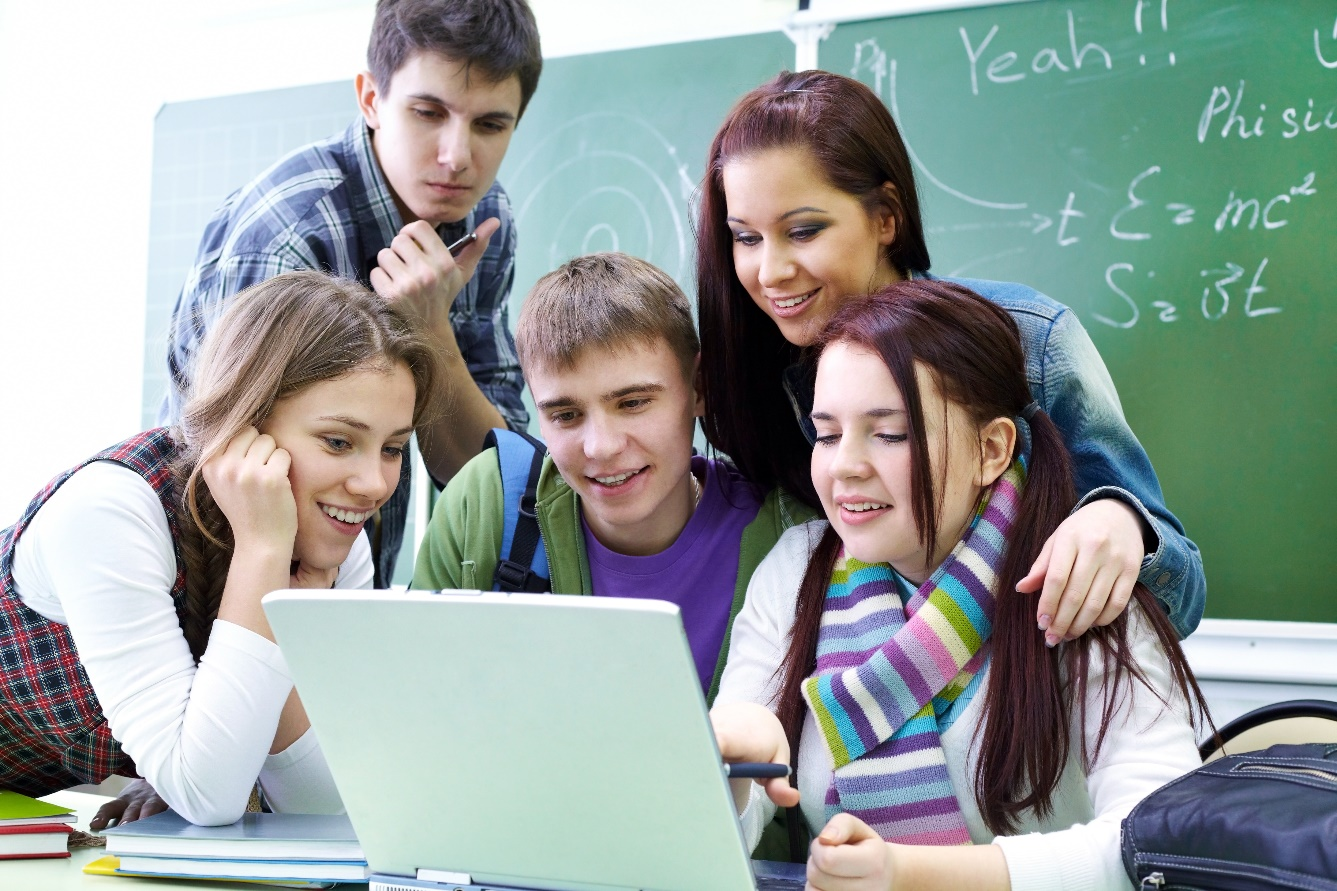 Yeah!!
Phisic
t
Ɛ = mc²
S = v⃗t